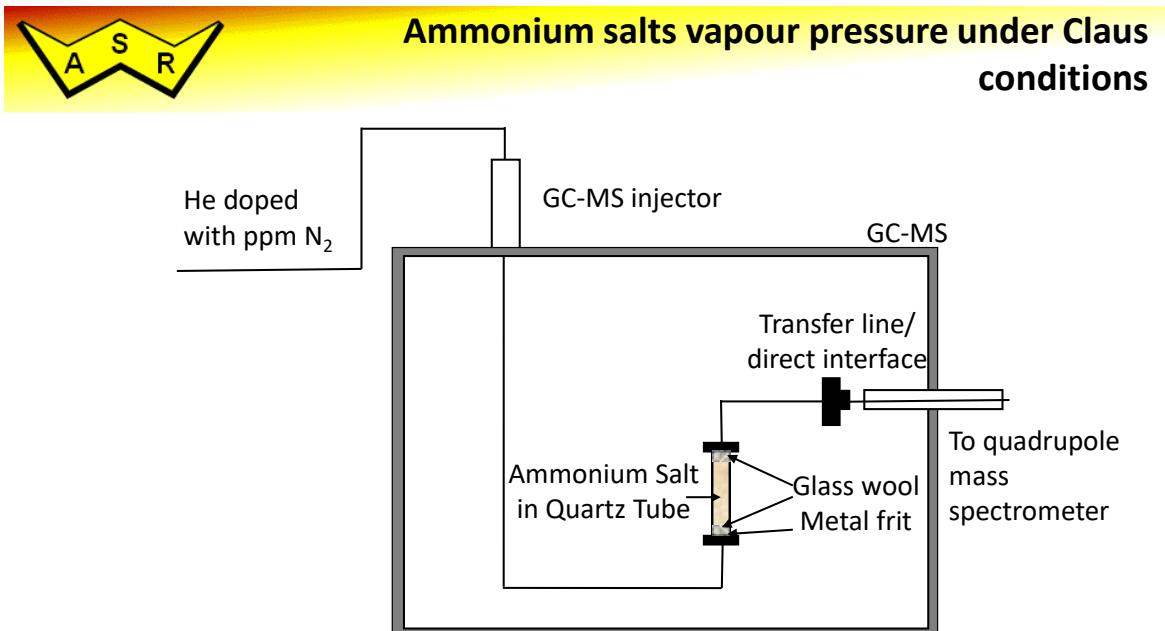 A S R
Ammonium salts vapour pressure under Claus
conditions
He doped
with ppm N₂
GC-MS injector
GC-MS
Transfer line/
direct interface
Ammonium Salt
in Quartz Tube
Glass wool
Metal frit
To quadrupole
mass
spectrometer